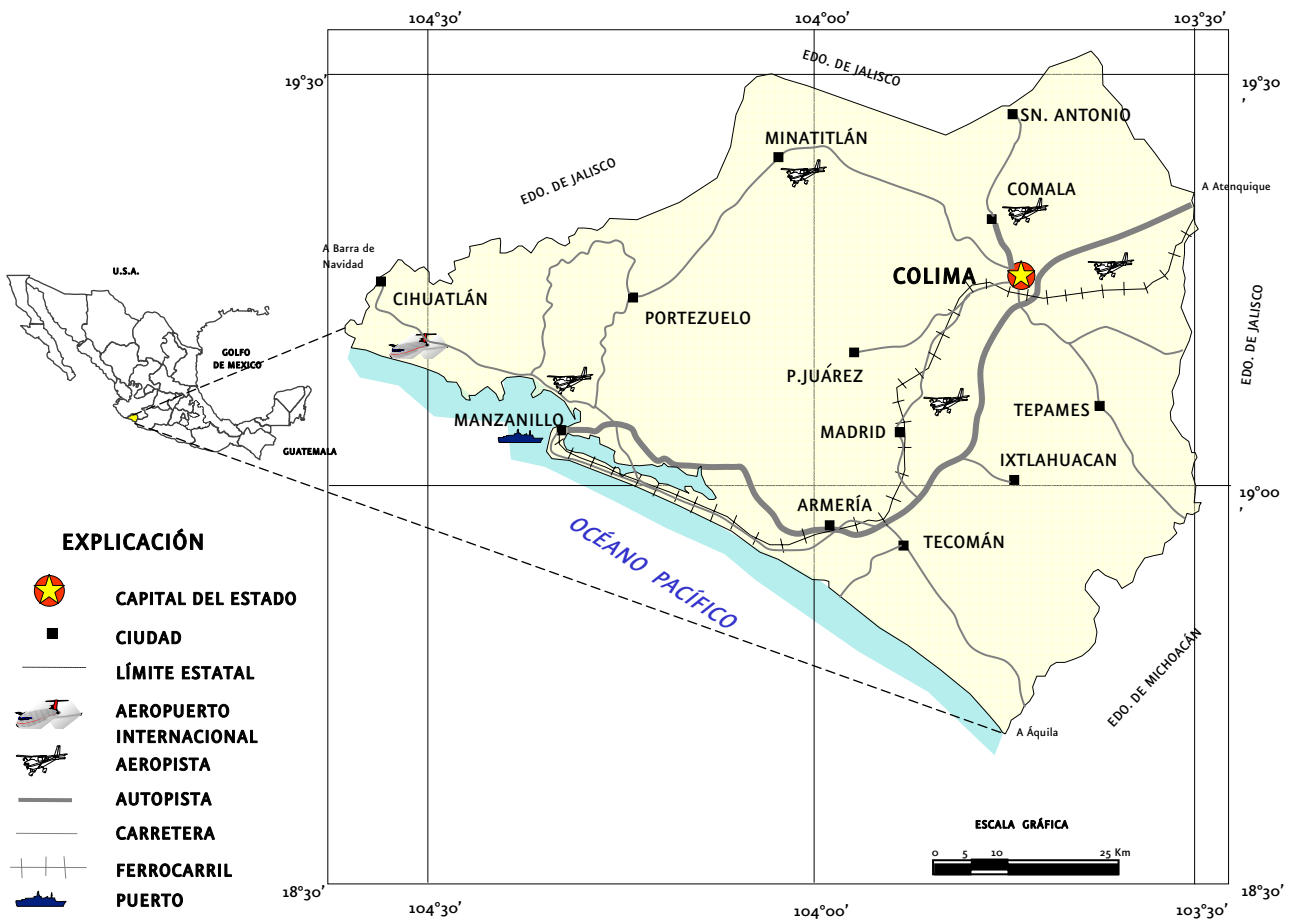 104°30'
104°00'
103°30'
19°30'
EDO. DE JALISCO
19°30
'
SN. ANTONIO
MINATITLÁN
EDO. DE JALISCO
COMALA
A Atenquique
A Barra de
Navidad
U.S.A.
COLIMA
CIHUATLÁN
PORTEZUELO
EDO. DE JALISCO
GOLFO
DE MEXICO
P.JUÁREZ
TEPAMES
MANZANILLO
MADRID
GUATEMALA
IXTLAHUACAN
19°00
'
ARMERÍA
OCÉANO PACÍFICO
TECOMÁN
EDO. DE MICHOACÁN
A Áquila
EXPLICACIÓN
CAPITAL DEL ESTADO
CIUDAD
LÍMITE ESTATAL
AEROPUERTO
INTERNACIONAL
AEROPISTA
AUTOPISTA
CARRETERA
FERROCARRIL
PUERTO
ESCALA GRÁFICA
0 5 10 25 Km
18°30'
18°30'
104°30'
104°00'
103°30'